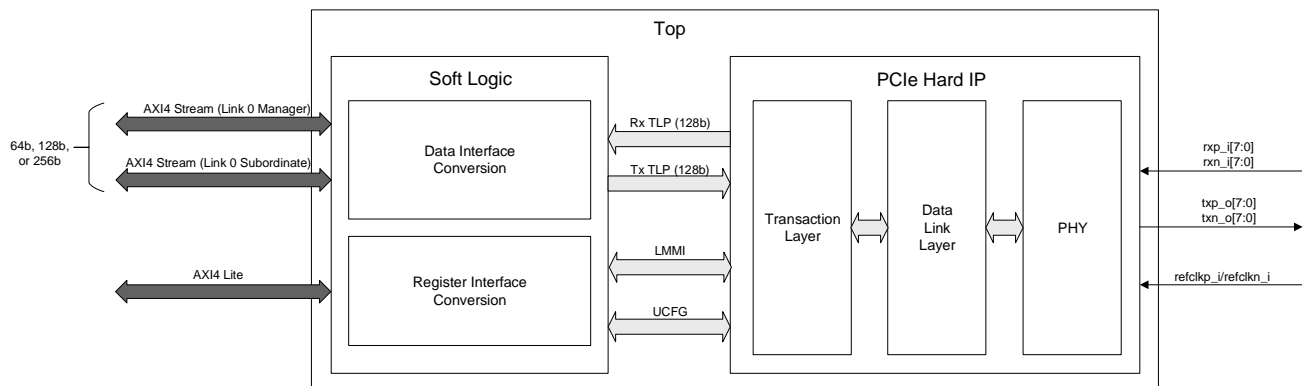 Top
Soft Logic
PCIe Hard IP
AXI4 Stream (Link 0 Manager)
64b, 128b,
or 256b
AXI4 Stream (Link 0 Subordinate)
Data Interface
Conversion
Rx TLP (128b)
Tx TLP (128b)
AXI4 Lite
Register Interface
Conversion
LMMI
UCFG
Transaction
Layer
Data
Link
Layer
PHY
rxp_i[7:0]
rxn_i[7:0]
txp_o[7:0]
txn_o[7:0]
refclkp_i/refclkn_i